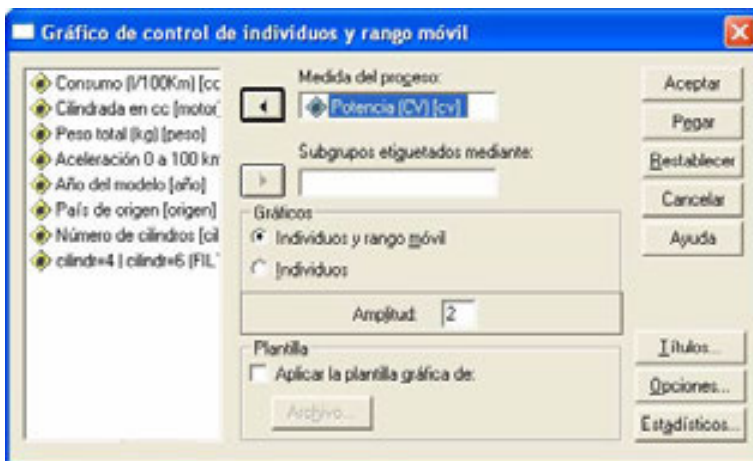 Gráfico de control de individuos y rango móvil
Consumo (l/100Km) [cc
Cilindrada en cc [motor]
Peso total (kg) [peso]
Aceleración 0 a 100 km
Año del modelo [año]
País de origen [origen]
Número de cilindros [cil
cilindr=4 | cilindr=6 (FIL
Medida del proceso:
Potencia (CV) [cv]
Subgrupos etiquetados mediante:
Gráficos
Individuos y rango móvil
Individuos
Amplitud: 2
Plantilla
Aplicar la plantilla gráfica de:
Archivo...
Aceptar
Pegar
Restablecer
Cancelar
Ayuda
Títulos...
Opciones...
Estadísticos...